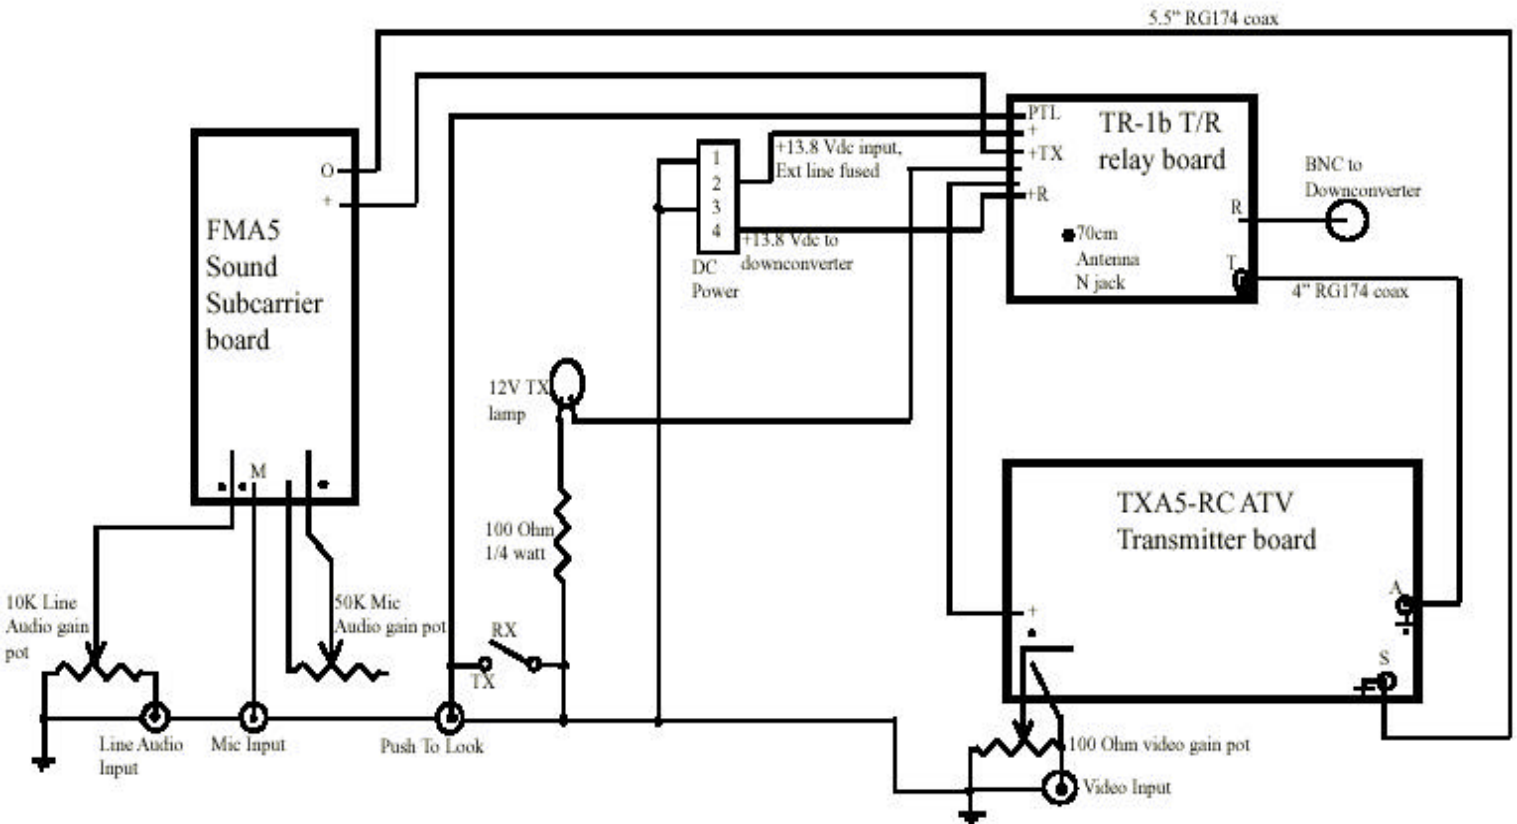 5.5" RG174 coax
PTL
+
+TX
+R
TR-1b T/R
relay board
R
T
70cm
Antenna
N jack
BNC to
Downconverter
4" RG174 coax
+13.8 Vdc input,
Ext line fused
1
2
3
4
DC
Power
+13.8 Vdc to
downconverter
O
+
FMA5
Sound
Subcarrier
board
M
12V TX
lamp
100 Ohm
1/4 watt
RX
TX
10K Line
Audio gain
pot
50K Mic
Audio gain pot
Line Audio
Input
Mic Input
Push To Look
TXA5-RC ATV
Transmitter board
+
A
S
100 Ohm video gain pot
Video Input